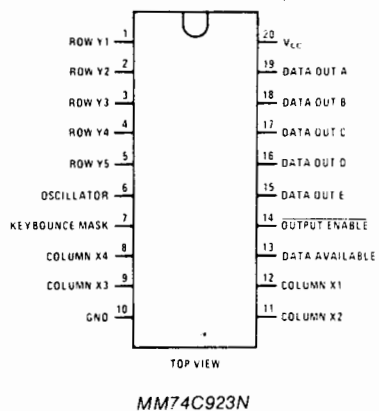 ROW Y1 1 20 VCC
ROW Y2 2 19 DATA OUT A
ROW Y3 3 18 DATA OUT B
ROW Y4 4 17 DATA OUT C
ROW Y5 5 16 DATA OUT D
OSCILLATOR 6 15 DATA OUT E
KEYBOUNCE MASK 7 14 OUTPUT ENABLE
COLUMN X4 8 13 DATA AVAILABLE
COLUMN X3 9 12 COLUMN X1
GND 10 11 COLUMN X2
TOP VIEW
MM74C923N